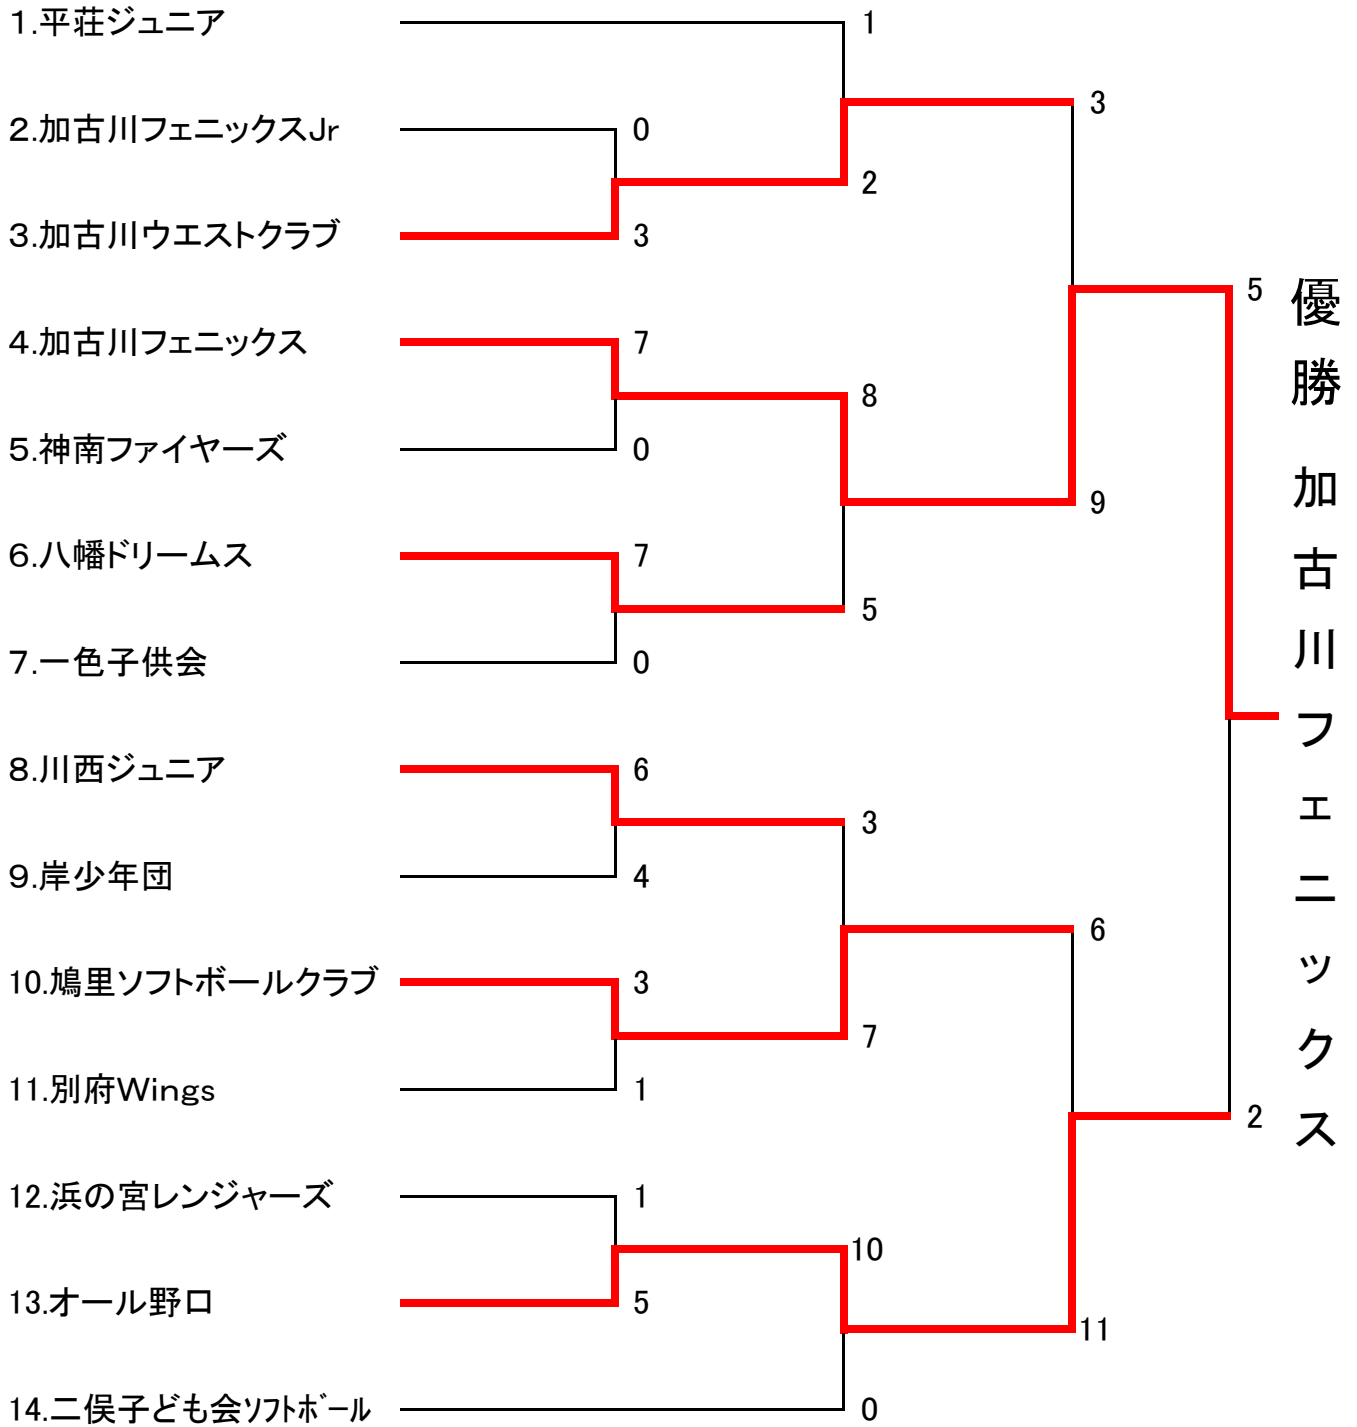 1.平荘ジュニア
2.加古川フェニックスJr
3.加古川ウエストクラブ
4.加古川フェニックス
5.神南ファイヤーズ
6.八幡ドリームス
7.一色子供会
8.川西ジュニア
9.岸少年団
10.鳩里ソフトボールクラブ
11.別府Wings
12.浜の宮レンジャーズ
13.オール野口
14.二俣子ども会ソフトボール
0
3
7
0
7
0
6
4
3
1
1
5
1
2
8
5
3
7
10
0
3
9
6
11
5
2
優勝 加古川フェニックス